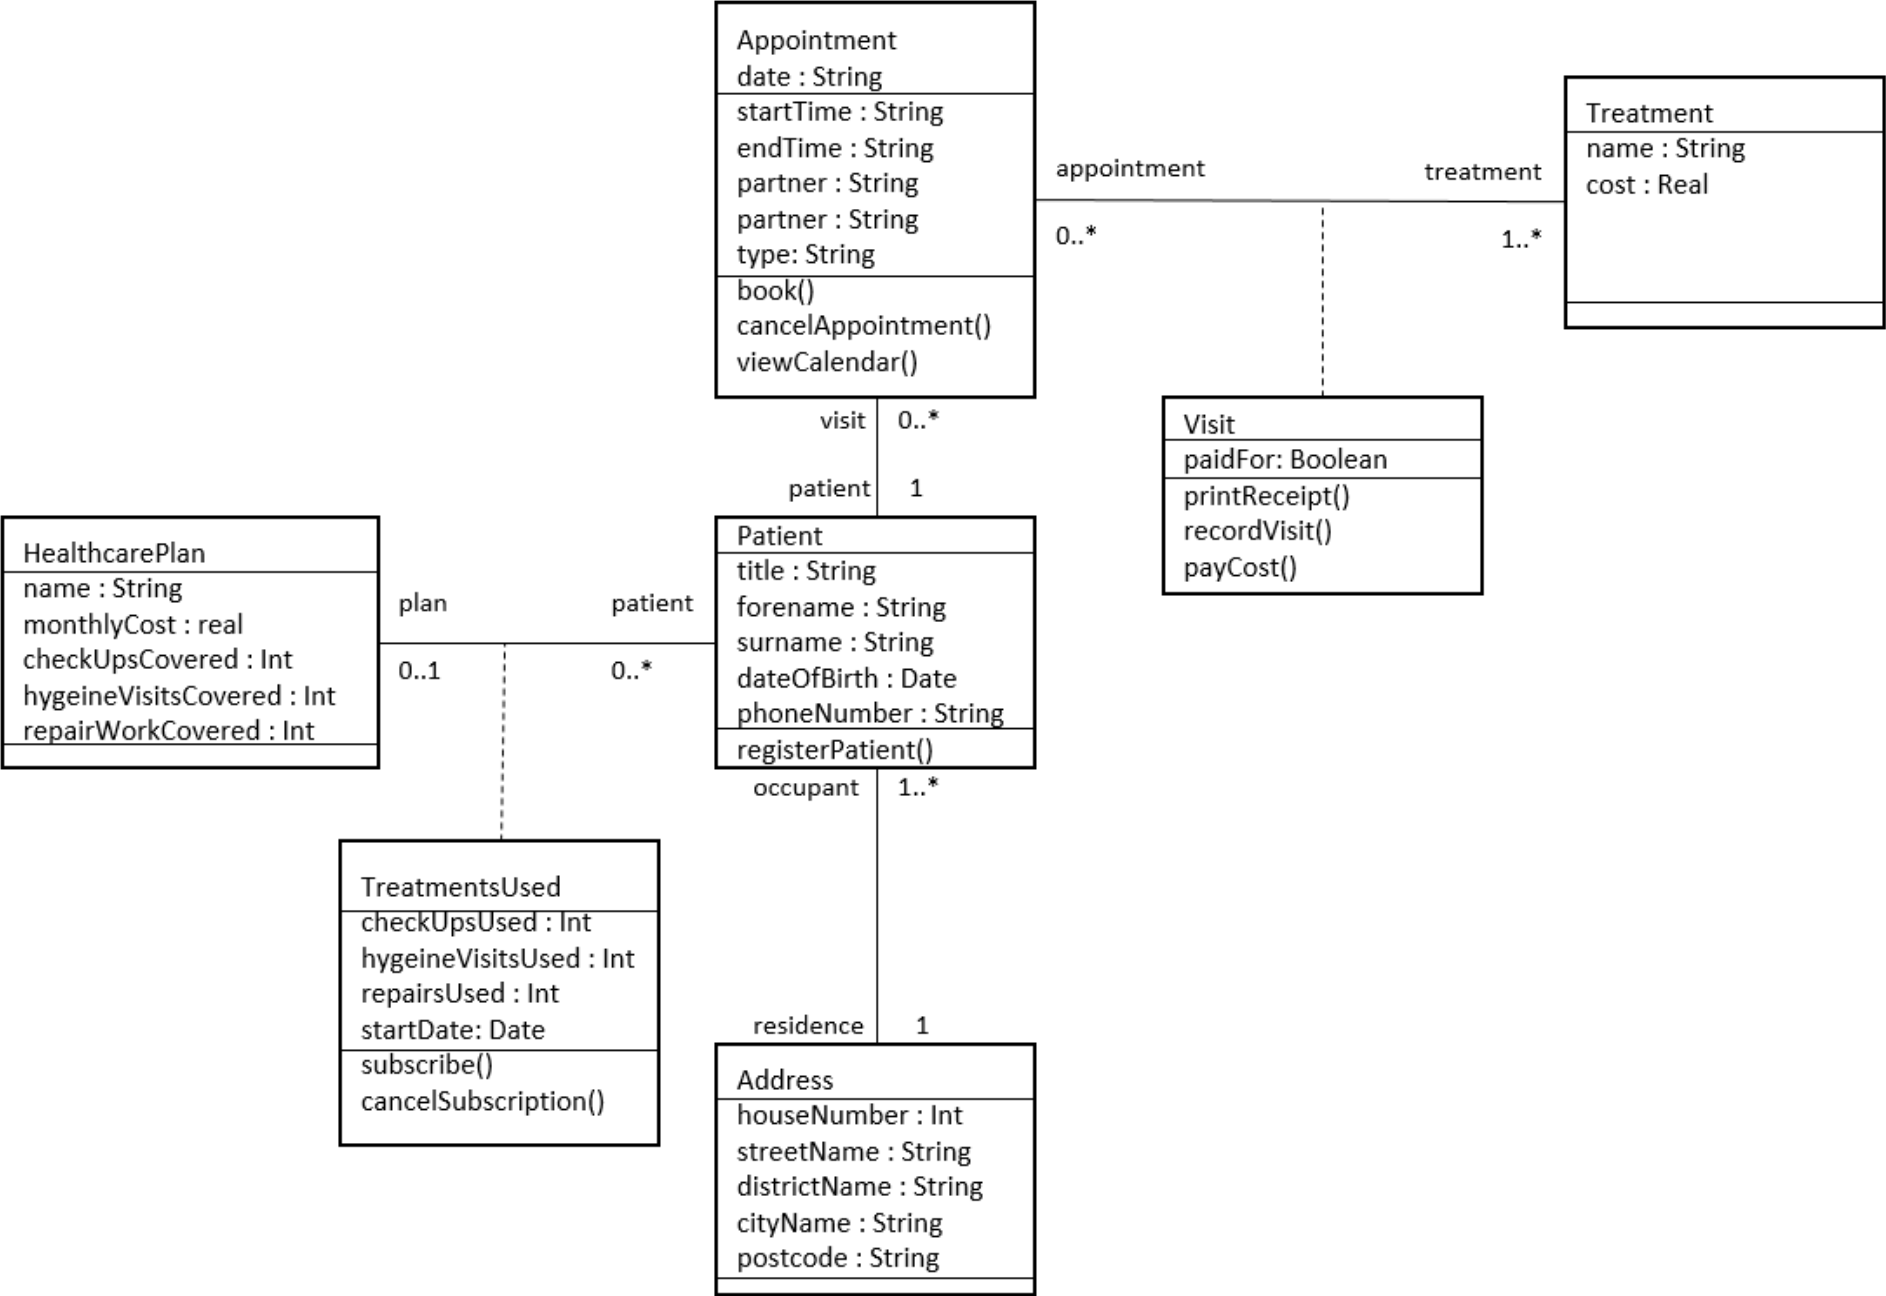 Appointment
date : String
startTime : String
endTime : String
partner : String
partner : String
type: String
book()
cancelAppointment()
viewCalendar()
appointment
treatment
0..*
1..*
Treatment
name : String
cost : Real
visit
0..*
patient
1
Visit
paidFor: Boolean
printReceipt()
recordVisit()
payCost()
HealthcarePlan
name : String
monthlyCost : real
checkUpsCovered : Int
hygeineVisitsCovered : Int
repairWorkCovered : Int
plan
patient
0..1
0..*
Patient
title : String
forename : String
surname : String
dateOfBirth : Date
phoneNumber : String
registerPatient()
occupant
1..*
TreatmentsUsed
checkUpsUsed : Int
hygeineVisitsUsed : Int
repairsUsed : Int
startDate: Date
subscribe()
cancelSubscription()
residence
1
Address
houseNumber : Int
streetName : String
districtName : String
cityName : String
postcode : String